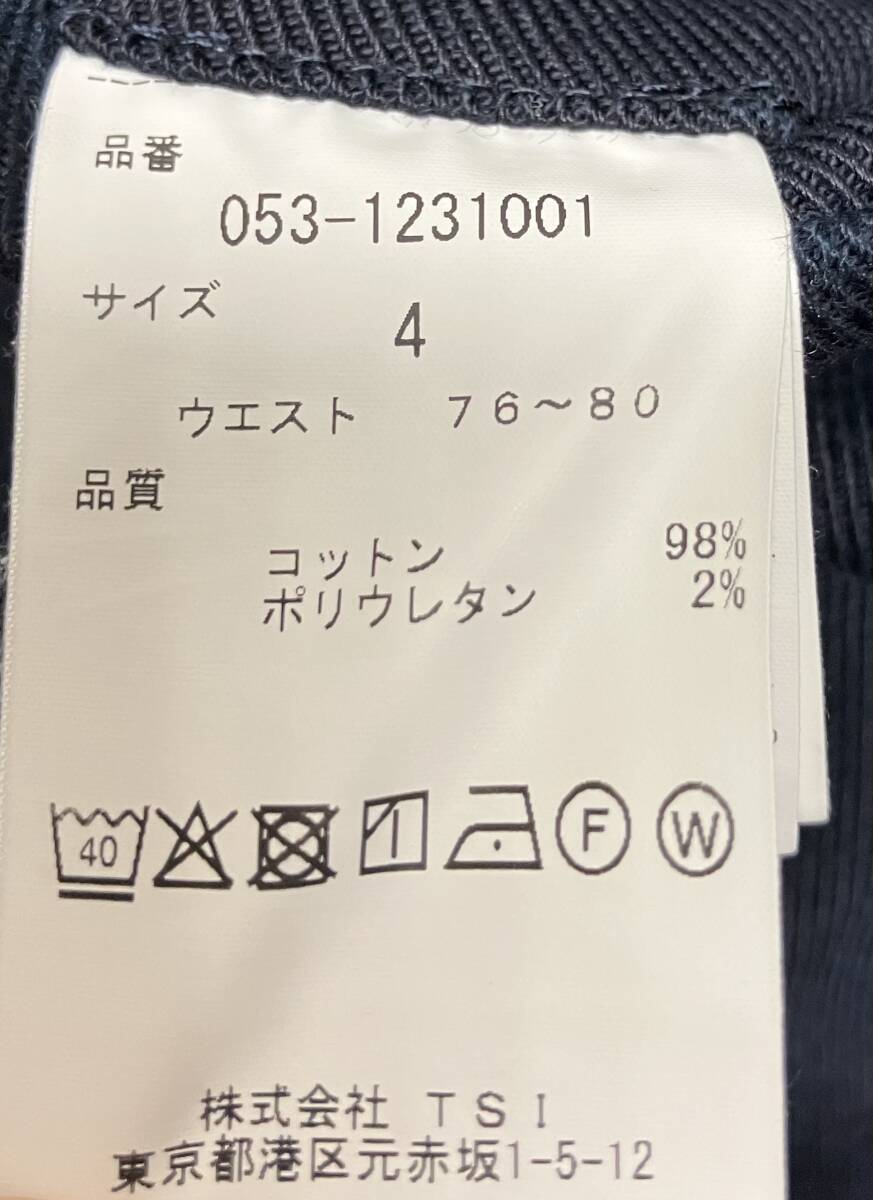 品番
053-1231001
サイズ
4
ウエスト 76～80
品質
コットン 98%
ポリウレタン 2%
40 F W
株式会社 TSI
東京都港区元赤坂1-5-12